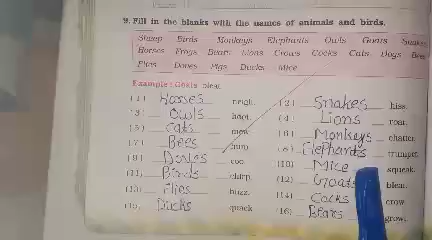 9. Fill in the blanks with the names of animals and birds.
Sheep Birds Monkeys Elephants Owls Goats Snakes
Horses Frogs Bears Lions Crows Cocks Cats Dogs Bees
Flies Doves Pigs Ducks Mice
Example : Goats bleat.
(1) Horses neigh. (2) Snakes hiss.
(3) Owls hoot. (4) Lions roar.
(5) Cats mew. (6) Monkeys chatter.
(7) Bees hum. (8) Elephants trumpet.
(9) Doves coo. (10) Mice squeak.
(11) Birds chirp. (12) Goats bleat.
(13) Flies buzz. (14) Cocks crow.
(15) Ducks quack. (16) Bears growl.